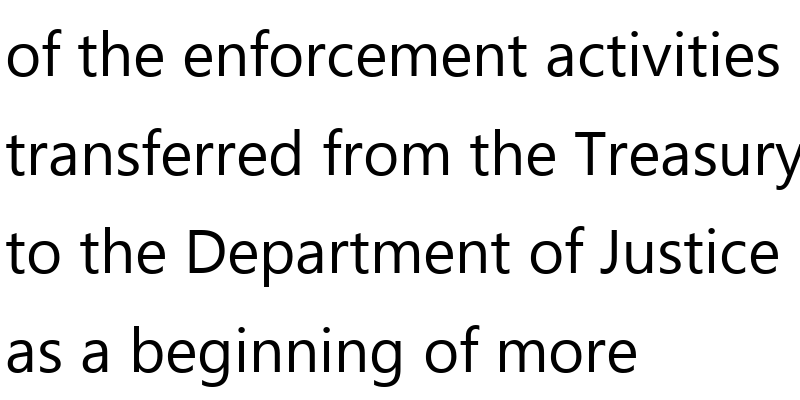 of the enforcement activities
transferred from the Treasury
to the Department of Justice
as a beginning of more